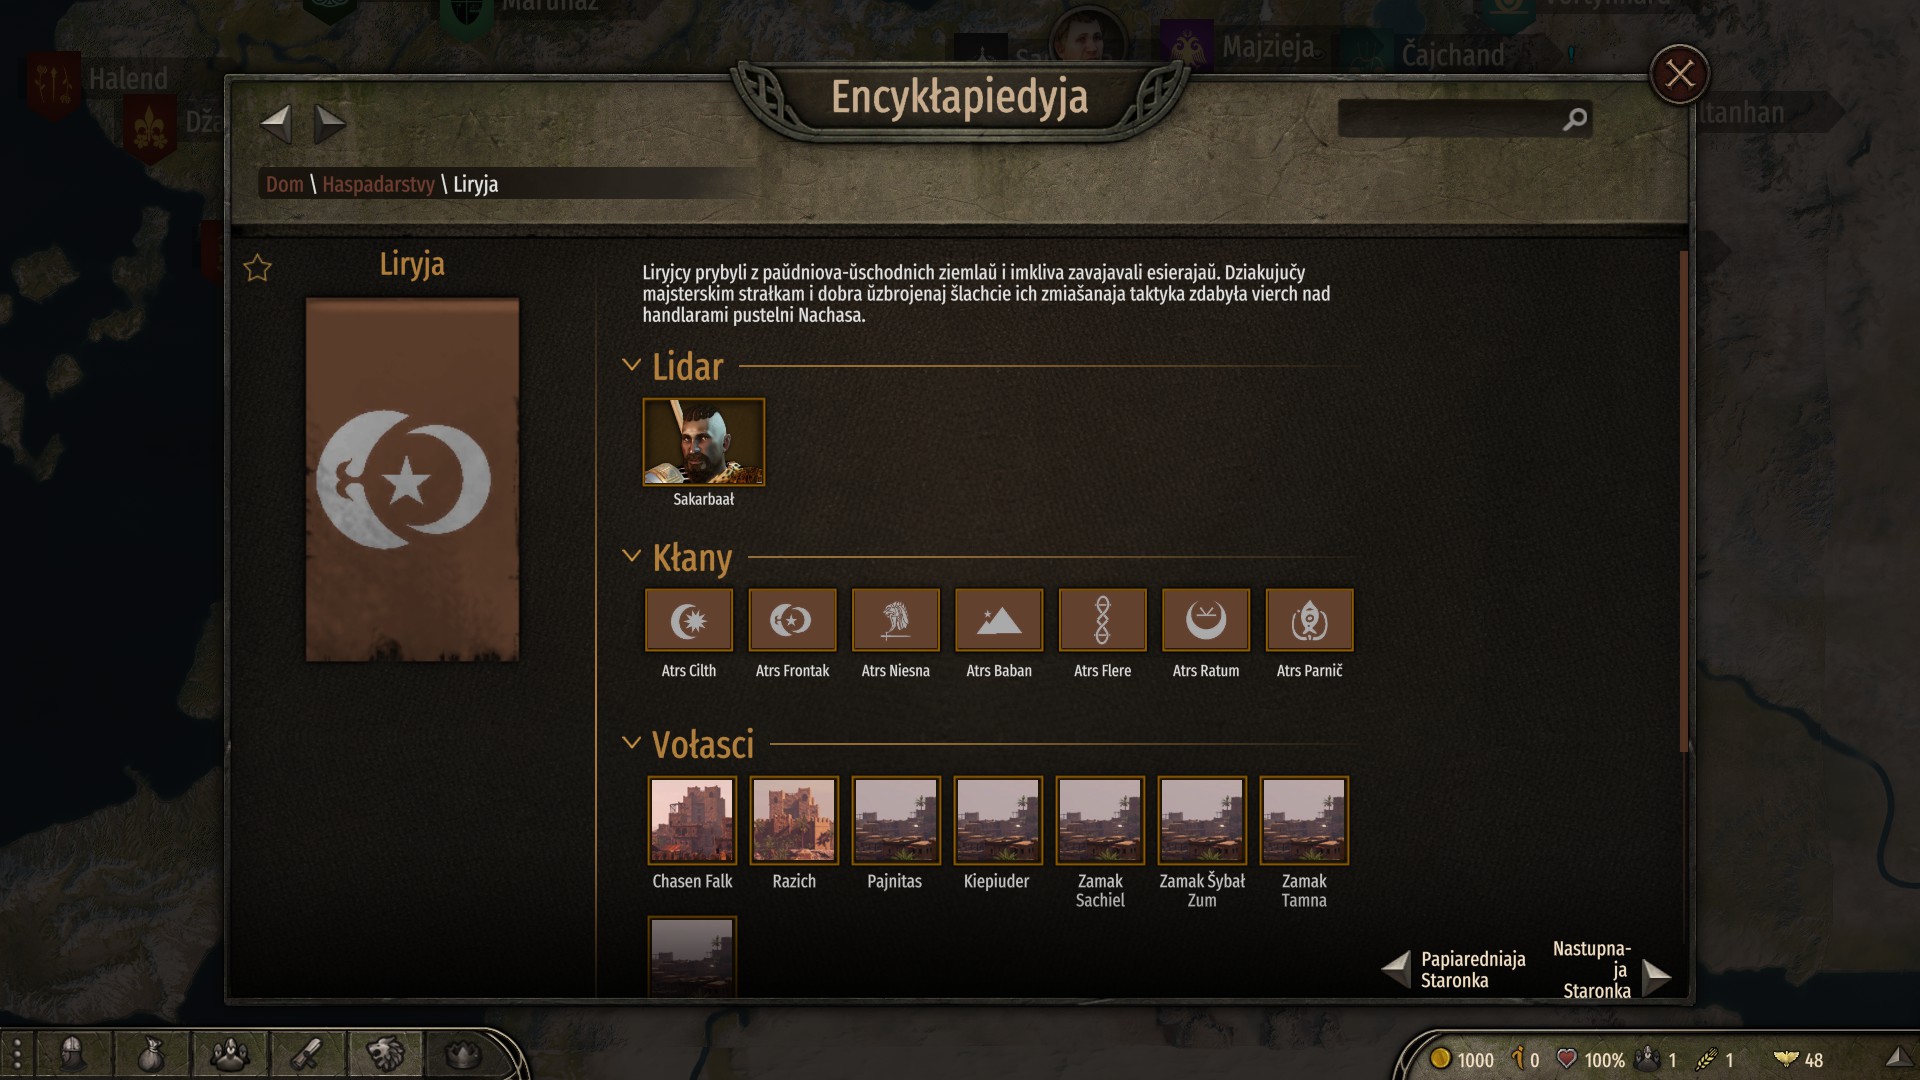 Halend
Majzieja
Čajchand
Encykłapiedyja
Dom \ Haspadarstvy \ Liryja
Liryja
Liryjcy prybyli z paŭdniova-ŭschodnich ziemlaŭ i imkliva zavajavali esierajaŭ. Dziakujučy
majsterskim strałkam i dobra ŭzbrojenaj šlachcie ich zmiašanaja taktyka zdabyła vierch nad
handlarami pustelni Nachasa.
Lidar
Sakarbaał
Kłany
Atrs Cilth
Atrs Frontak
Atrs Niesna
Atrs Baban
Atrs Flere
Atrs Ratum
Atrs Parnič
Vołasci
Chasen Falk
Razich
Pajnitas
Kiepiuder
Zamak
Sachiel
Zamak Šybał
Zum
Zamak
Tamna
Papiaredniaja
Staronka
Nastupna-
ja
Staronka
1000
0
100%
1
1
48